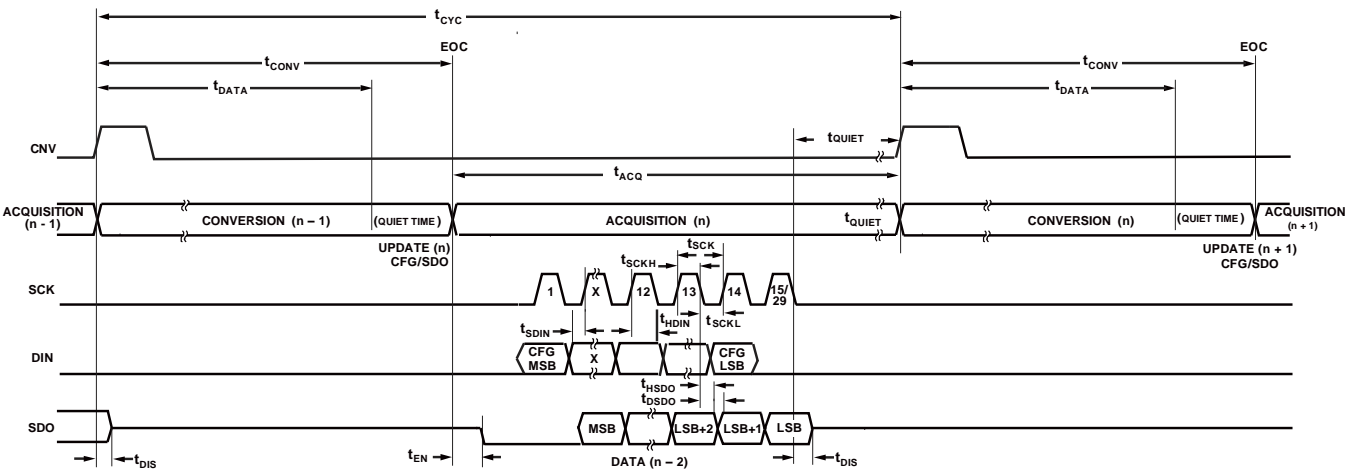 tCYC
EOC
EOC
tCONV
tCONV
tDATA
tDATA
CNV
tQUIET
tACQ
ACQUISITION
(n - 1)
CONVERSION (n – 1)
(QUIET TIME)
ACQUISITION (n)
tQUIET
CONVERSION (n)
(QUIET TIME)
ACQUISITION
(n + 1)
UPDATE (n)
CFG/SDO
UPDATE (n + 1)
CFG/SDO
tSCK
tSCKH
SCK
1
X
12
13
14
15/
29
tSDIN
tHDIN
tSCKL
DIN
CFG
MSB
X
CFG
LSB
tHSDO
tDSDO
SDO
MSB
LSB+2
LSB+1
LSB
tDIS
tEN
DATA (n – 2)
tDIS